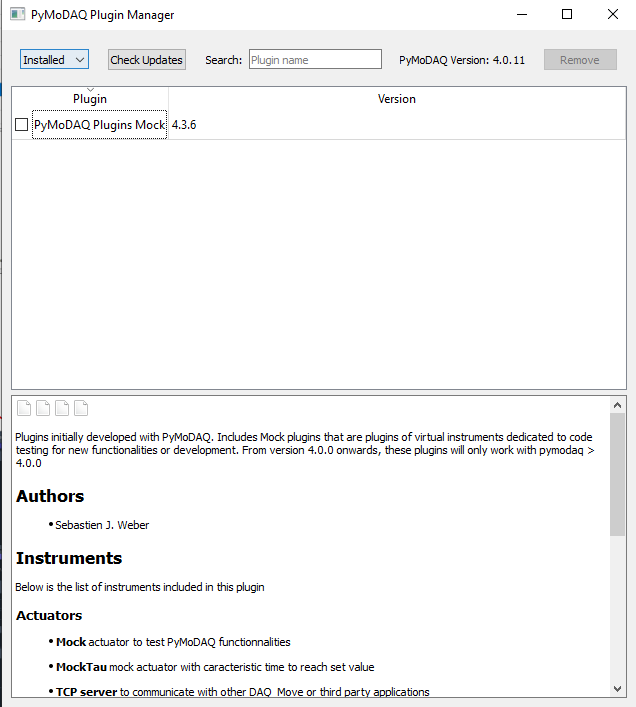 PyMoDAQ Plugin Manager
Installed Check Updates Search: Plugin name PyMoDAQ Version: 4.0.11 Remove
Plugin Version
PyMoDAQ Plugins Mock 4.3.6
Plugins initially developed with PyMoDAQ. Includes Mock plugins that are plugins of virtual instruments dedicated to code
testing for new functionalities or development. From version 4.0.0 onwards, these plugins will only work with pymodaq >
4.0.0
Authors
• Sebastien J. Weber
Instruments
Below is the list of instruments included in this plugin
Actuators
• Mock actuator to test PyMoDAQ functionnalities
• MockTau mock actuator with caracteristic time to reach set value
• TCP server to communicate with other DAQ_Move or third party applications